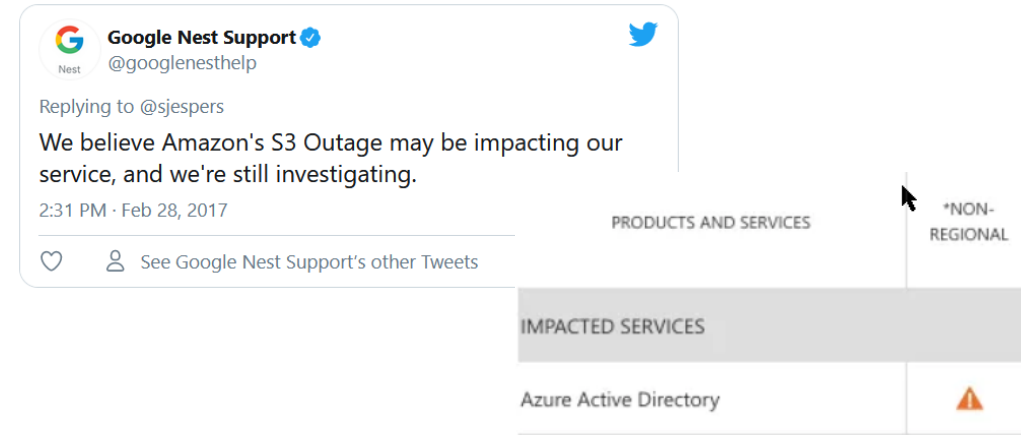 Google Nest Support
Nest
@googlenesthelp
Replying to @sjespers
We believe Amazon's S3 Outage may be impacting our
service, and we're still investigating.
2:31 PM · Feb 28, 2017
See Google Nest Support's other Tweets
PRODUCTS AND SERVICES
*NON-
REGIONAL
IMPACTED SERVICES
Azure Active Directory